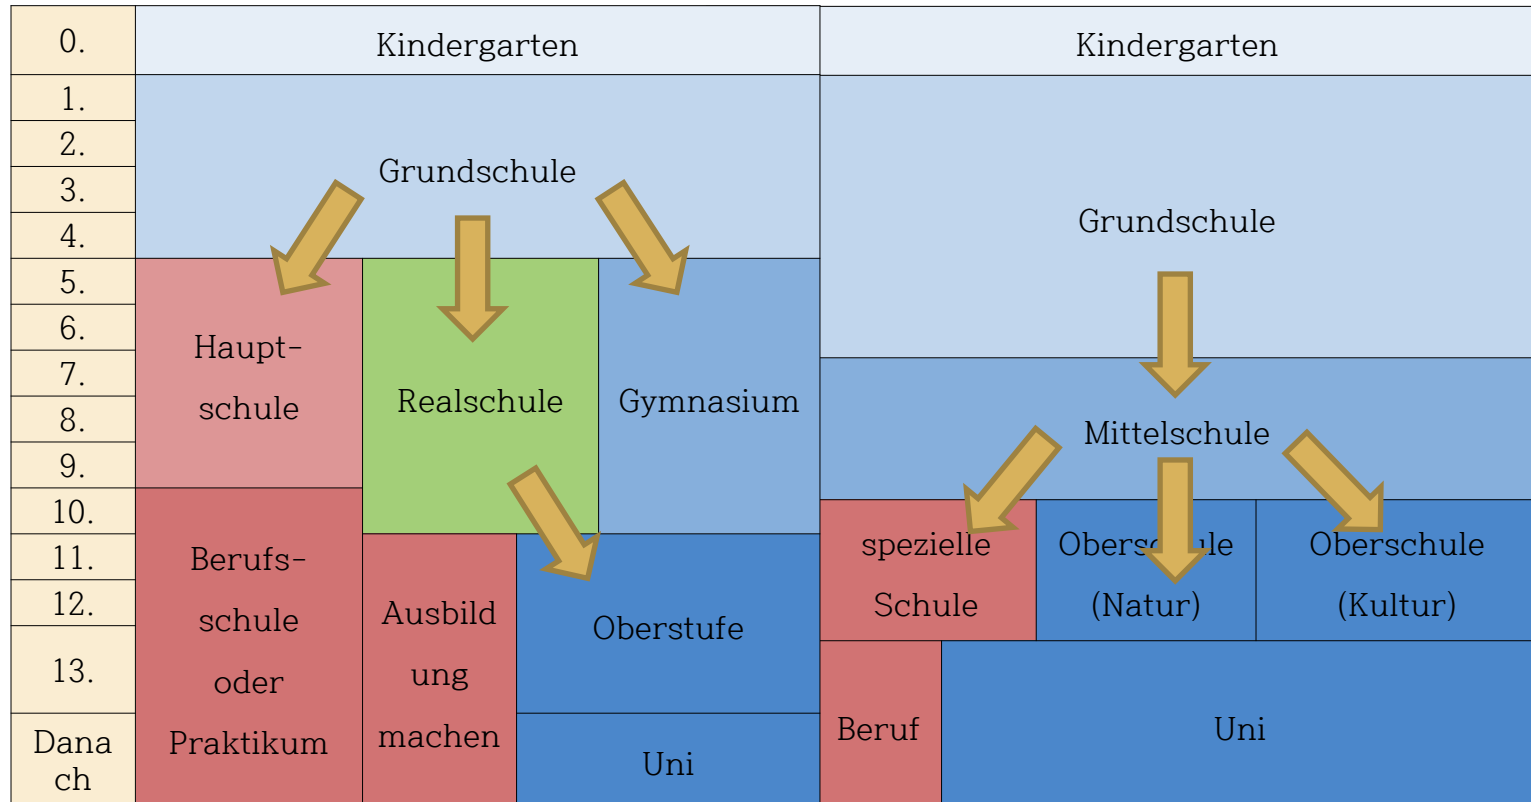 0.
Kindergarten
Kindergarten
1.
2.
3.
4.
Grundschule
Grundschule
5.
6.
7.
8.
9.
Haupt-
schule
Realschule
Gymnasium
Mittelschule
10.
11.
12.
13.
Dana
ch
Berufs-
schule
oder
Praktikum
Ausbild
ung
machen
Oberstufe
Uni
spezielle
Schule
Oberschule
(Natur)
Oberschule
(Kultur)
Beruf
Uni